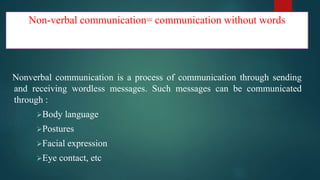 Non-verbal communication= communication without words
Nonverbal communication is a process of communication through sending
and receiving wordless messages. Such messages can be communicated
through :
➢Body language
➢Postures
➢Facial expression
➢Eye contact, etc